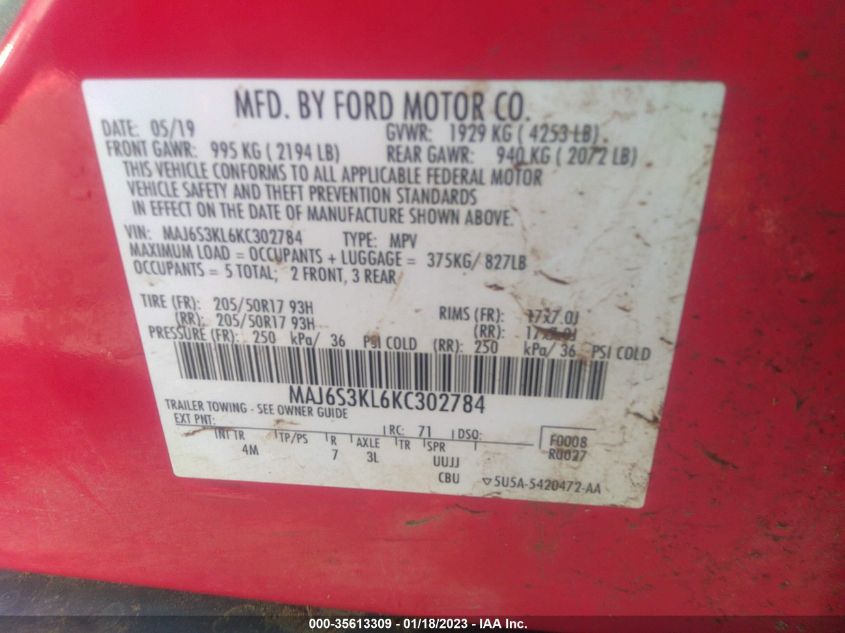 MFD. BY FORD MOTOR CO.
DATE: 05/19 GVWR: 1929 KG ( 4253 LB)
FRONT GAWR: 995 KG ( 2194 LB) REAR GAWR: 940 KG ( 2072 LB)
THIS VEHICLE CONFORMS TO ALL APPLICABLE FEDERAL MOTOR
VEHICLE SAFETY AND THEFT PREVENTION STANDARDS
IN EFFECT ON THE DATE OF MANUFACTURE SHOWN ABOVE.
VIN: MAJ6S3KL6KC302784 TYPE: MPV
MAXIMUM LOAD = OCCUPANTS + LUGGAGE = 375KG/ 827LB
OCCUPANTS = 5 TOTAL; 2 FRONT, 3 REAR
TIRE (FR): 205/50R17 93H RIMS (FR): 17X7.0J
(RR): 205/50R17 93H (RR): 17X7.0J
PRESSURE (FR): 250 kPa/ 36 PSI COLD (RR): 250 kPa/ 36 PSI COLD
MAJ6S3KL6KC302784
TRAILER TOWING - SEE OWNER GUIDE
EXT PNT: RC: 71 DSO: F0008
INT TR TP/PS R AXLE TR SPR R0027
4M 7 3L UUJJ
CBU 5U5A-5420472-AA
000-35613309 - 01/18/2023 - IAA Inc.